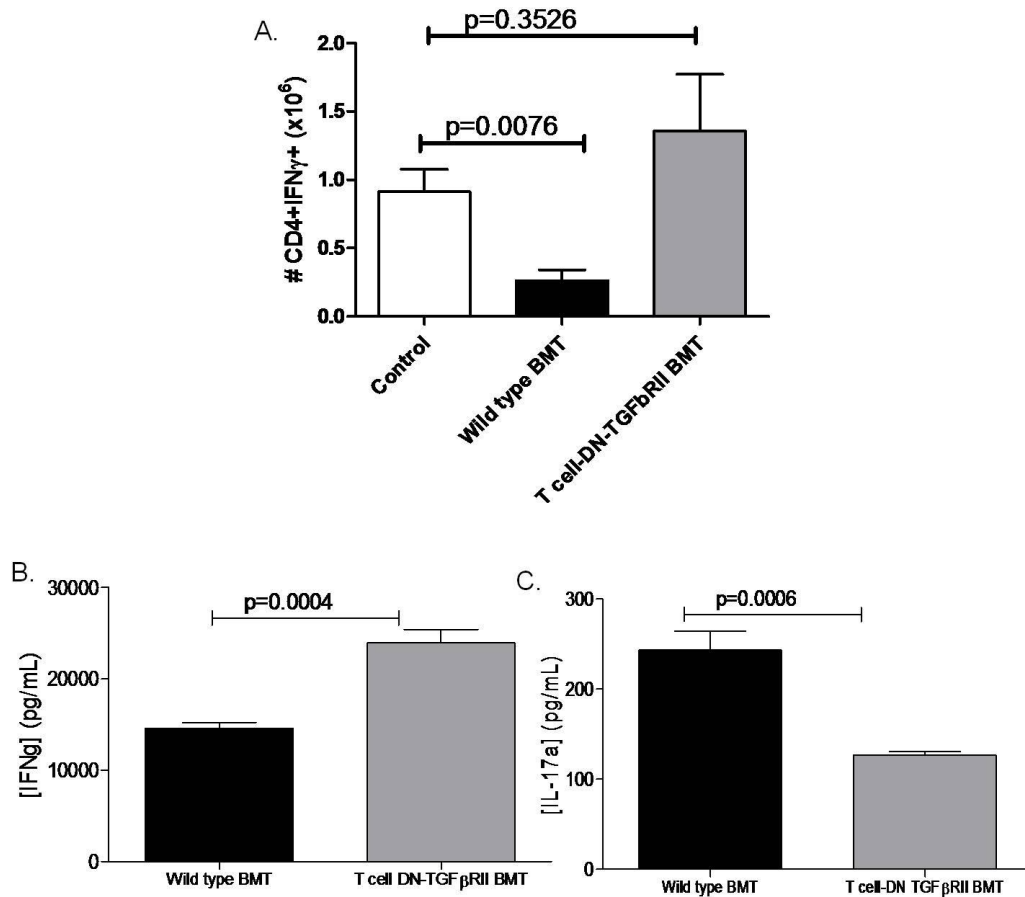 A.
p=0.3526
p=0.0076
# CD4+IFNγ+ (x10⁶)
2.0
1.5
1.0
0.5
0.0
Control
Wild type BMT
T cell-DN-TGFbRII BMT
B.
p=0.0004
[IFNg] (pg/mL)
30000
20000
10000
0
Wild type BMT
T cell DN-TGFβRII BMT
C.
p=0.0006
[IL-17a] (pg/mL)
300
200
100
0
Wild type BMT
T cell-DN TGFβRII BMT